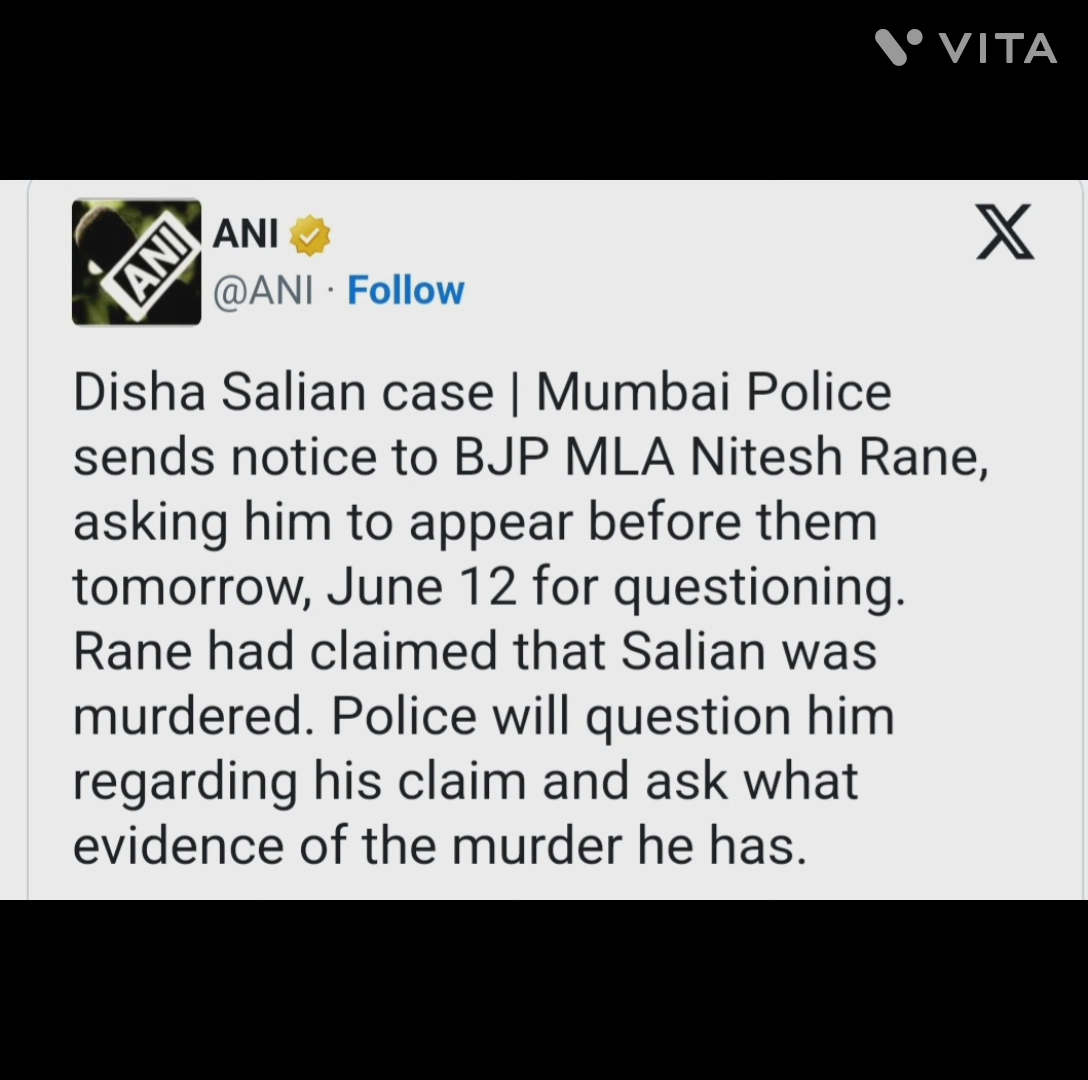 VITA
ANI
ANI
@ANI · Follow
Disha Salian case | Mumbai Police
sends notice to BJP MLA Nitesh Rane,
asking him to appear before them
tomorrow, June 12 for questioning.
Rane had claimed that Salian was
murdered. Police will question him
regarding his claim and ask what
evidence of the murder he has.